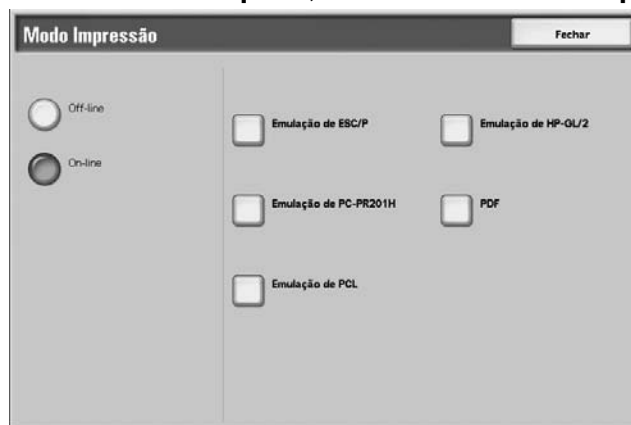 Modo Impressão
Fechar
Off-line
On-line
Emulação de ESC/P
Emulação de HP-GL/2
Emulação de PC-PR201H
PDF
Emulação de PCL